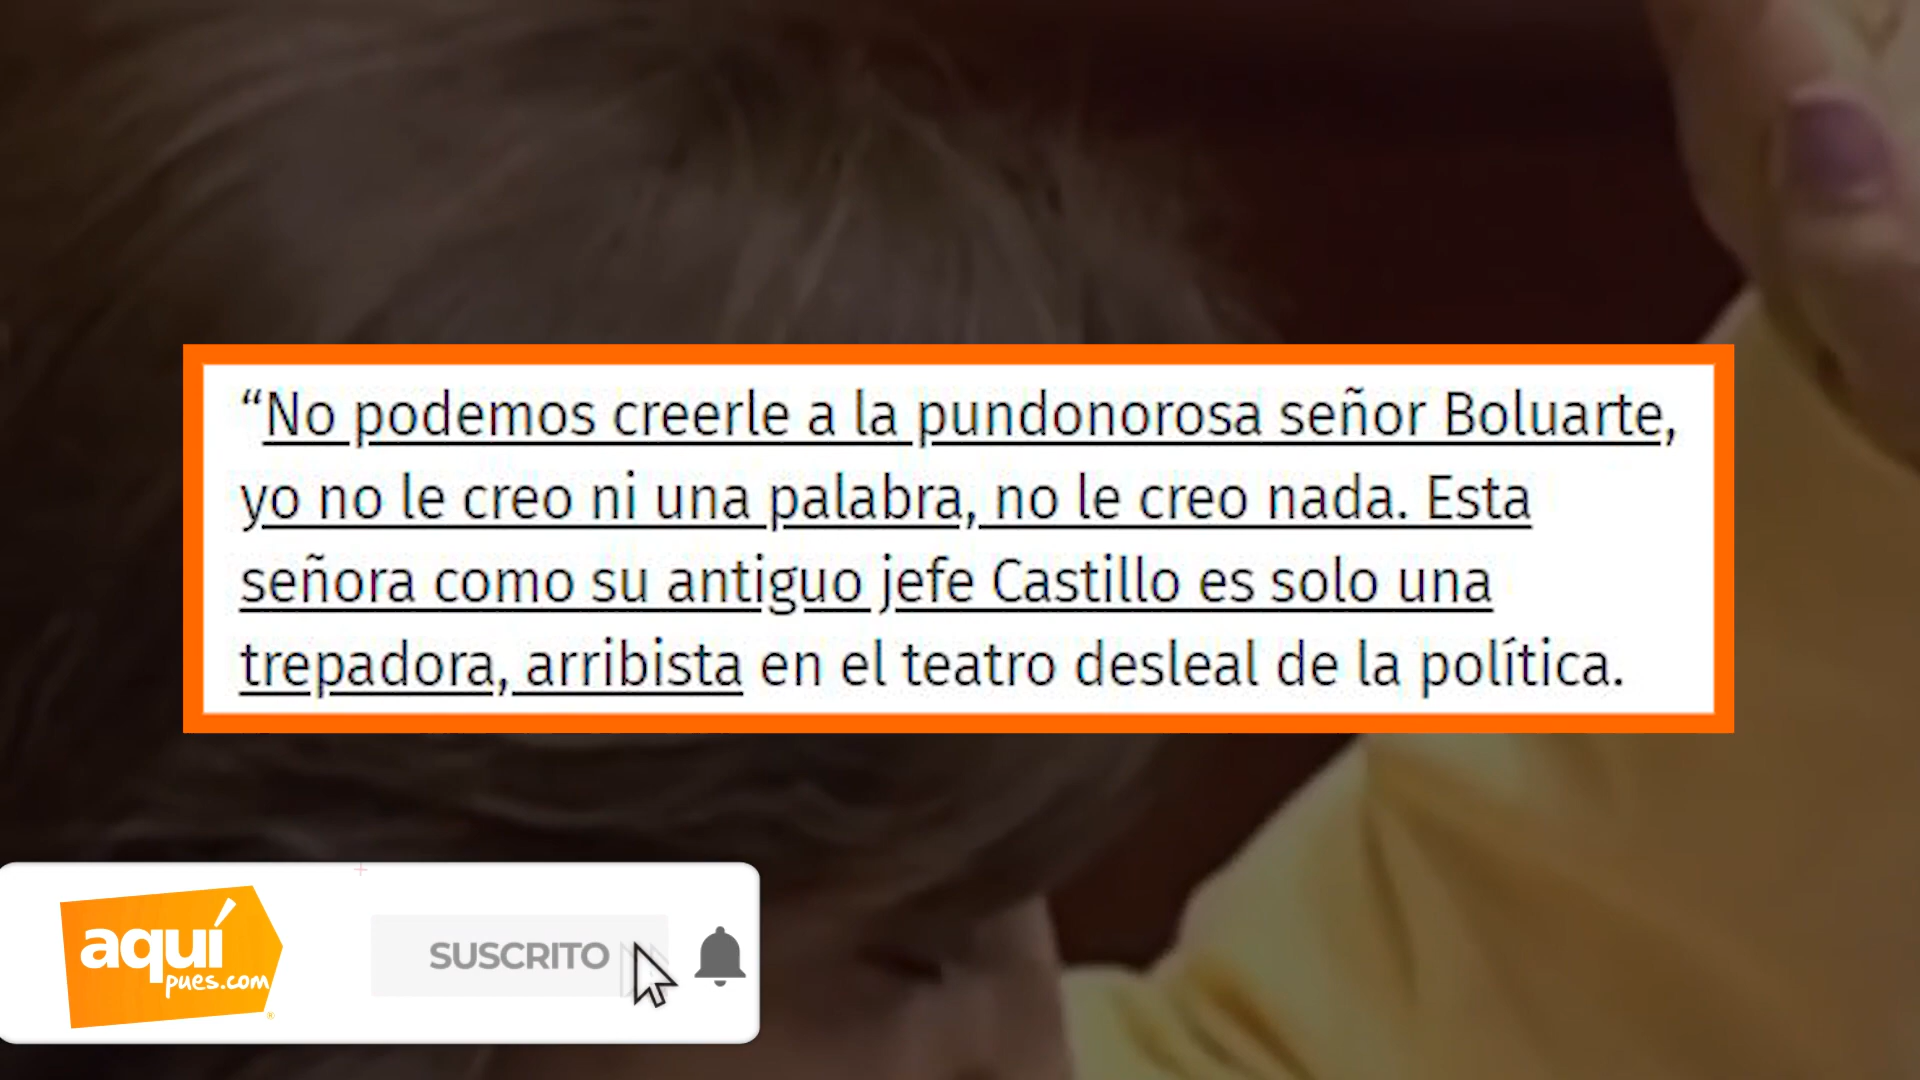 “No podemos creerle a la pundonorosa señor Boluarte,
yo no le creo ni una palabra, no le creo nada. Esta
señora como su antiguo jefe Castillo es solo una
trepadora, arribista en el teatro desleal de la política.
aquí
pues.com
SUSCRITO